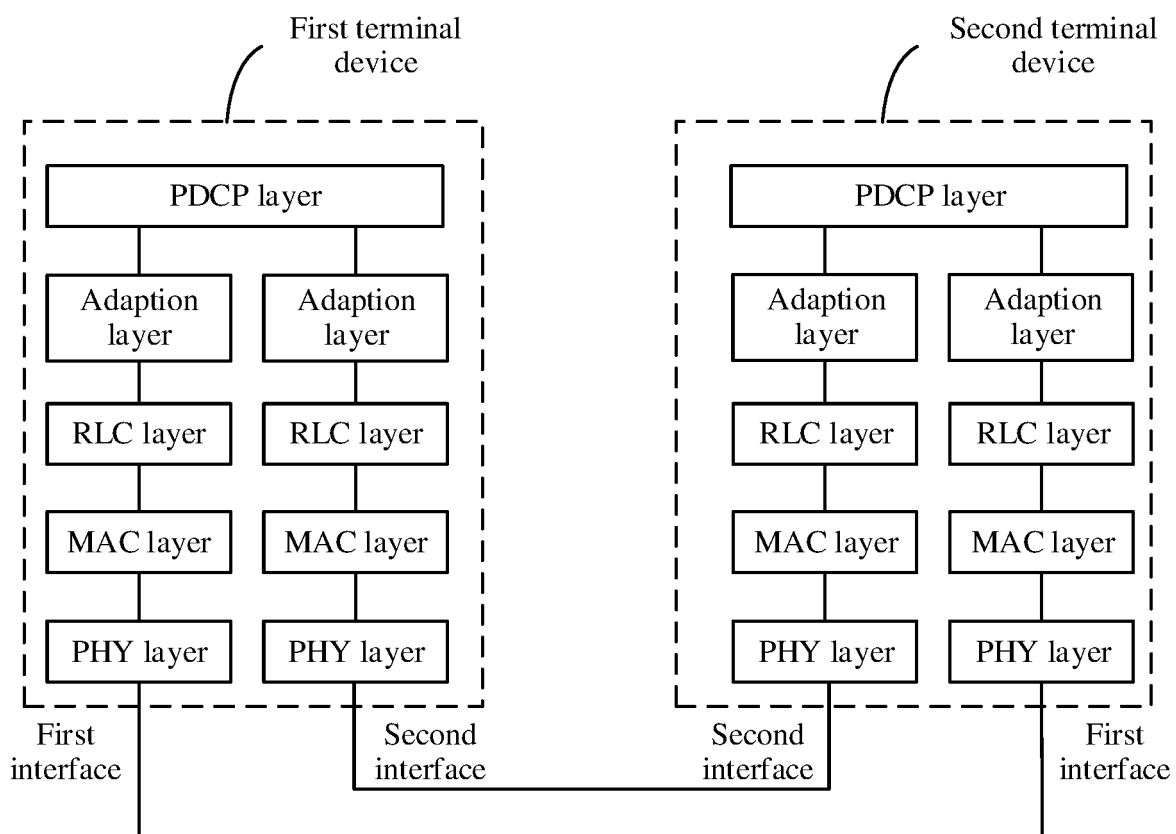 First terminal
device
Second terminal
device
PDCP layer
PDCP layer
Adaption
layer
Adaption
layer
Adaption
layer
Adaption
layer
RLC layer
RLC layer
RLC layer
RLC layer
MAC layer
MAC layer
MAC layer
MAC layer
PHY layer
PHY layer
PHY layer
PHY layer
First
interface
Second
interface
Second
interface
First
interface